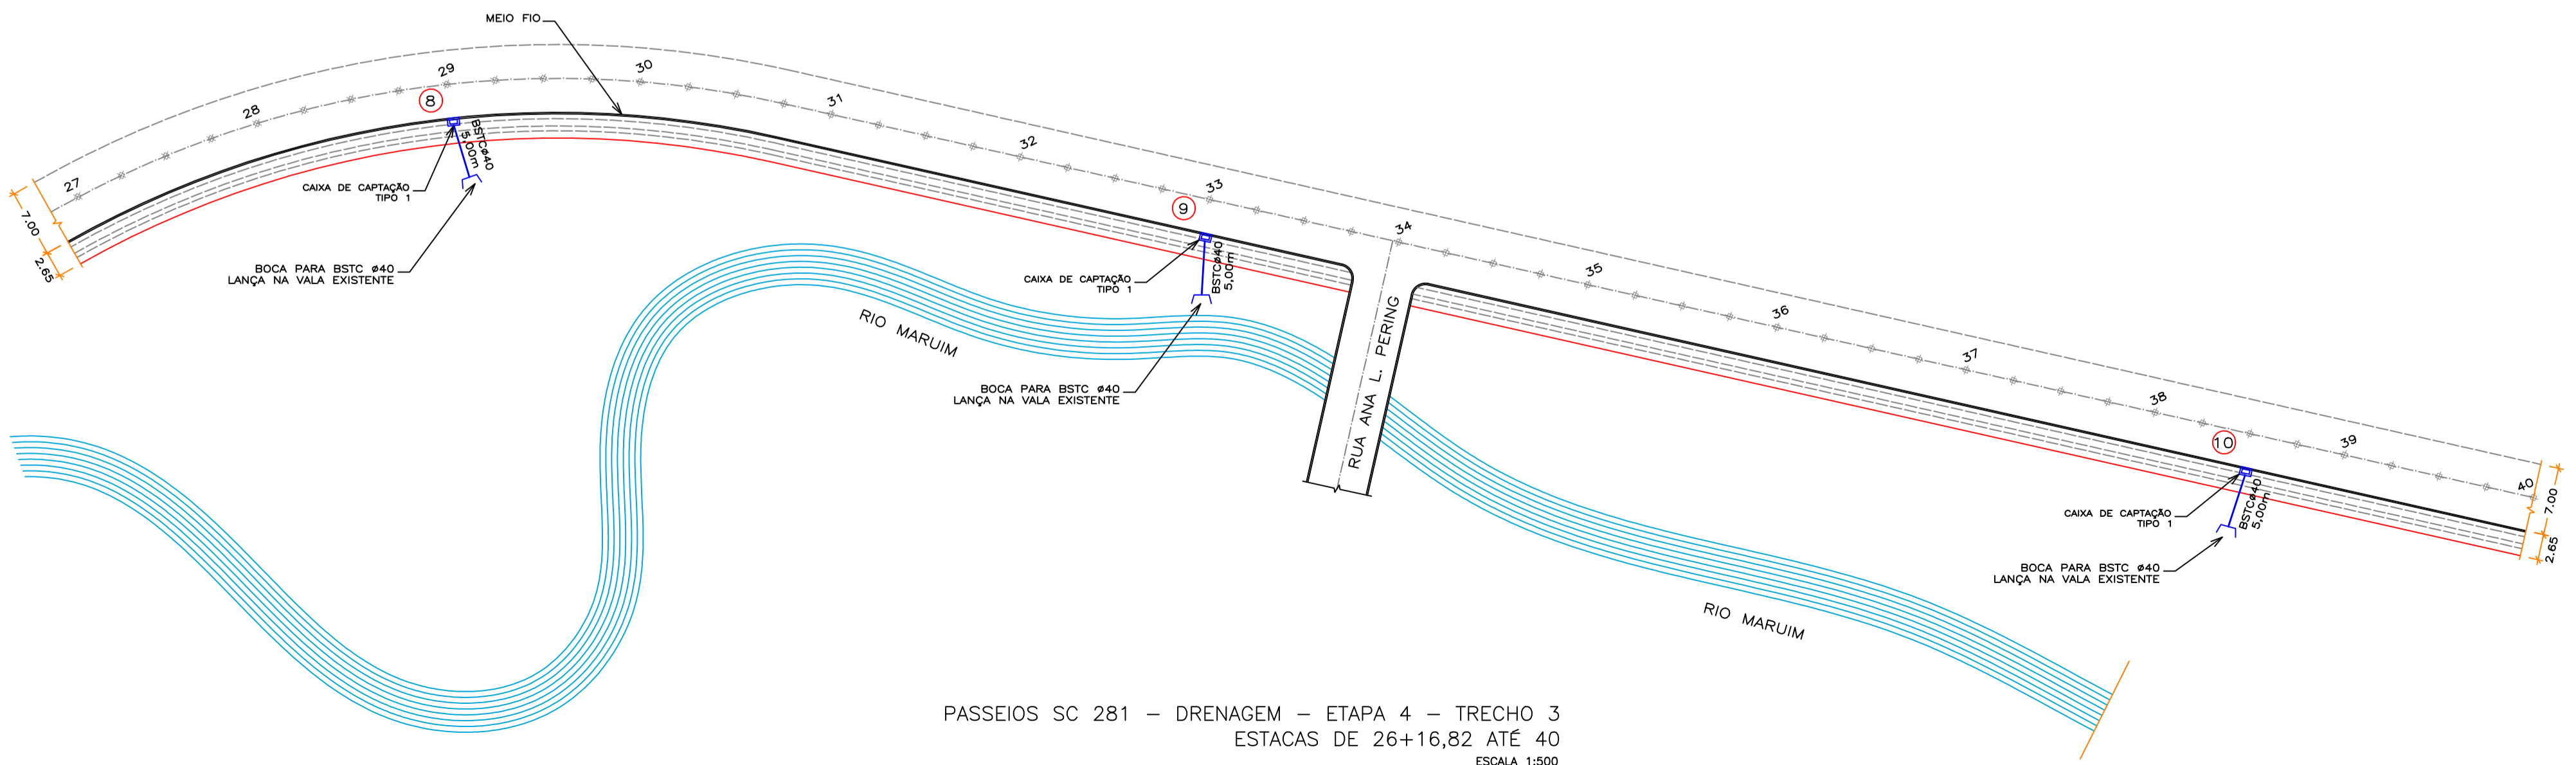 MEIO FIO
27
28
29
30
31
32
33
34
35
36
37
38
39
40
8
BSTCø40
5,00m
CAIXA DE CAPTAÇÃO
TIPO 1
BOCA PARA BSTC ø40
LANÇA NA VALA EXISTENTE
7.00
2.65
9
BSTCø40
5,00m
CAIXA DE CAPTAÇÃO
TIPO 1
BOCA PARA BSTC ø40
LANÇA NA VALA EXISTENTE
RIO MARUIM
RUA ANA L. PERING
10
BSTCø40
5,00m
CAIXA DE CAPTAÇÃO
TIPO 1
BOCA PARA BSTC ø40
LANÇA NA VALA EXISTENTE
7.00
2.65
RIO MARUIM
PASSEIOS SC 281 – DRENAGEM – ETAPA 4 – TRECHO 3
ESTACAS DE 26+16,82 ATÉ 40
ESCALA 1:500